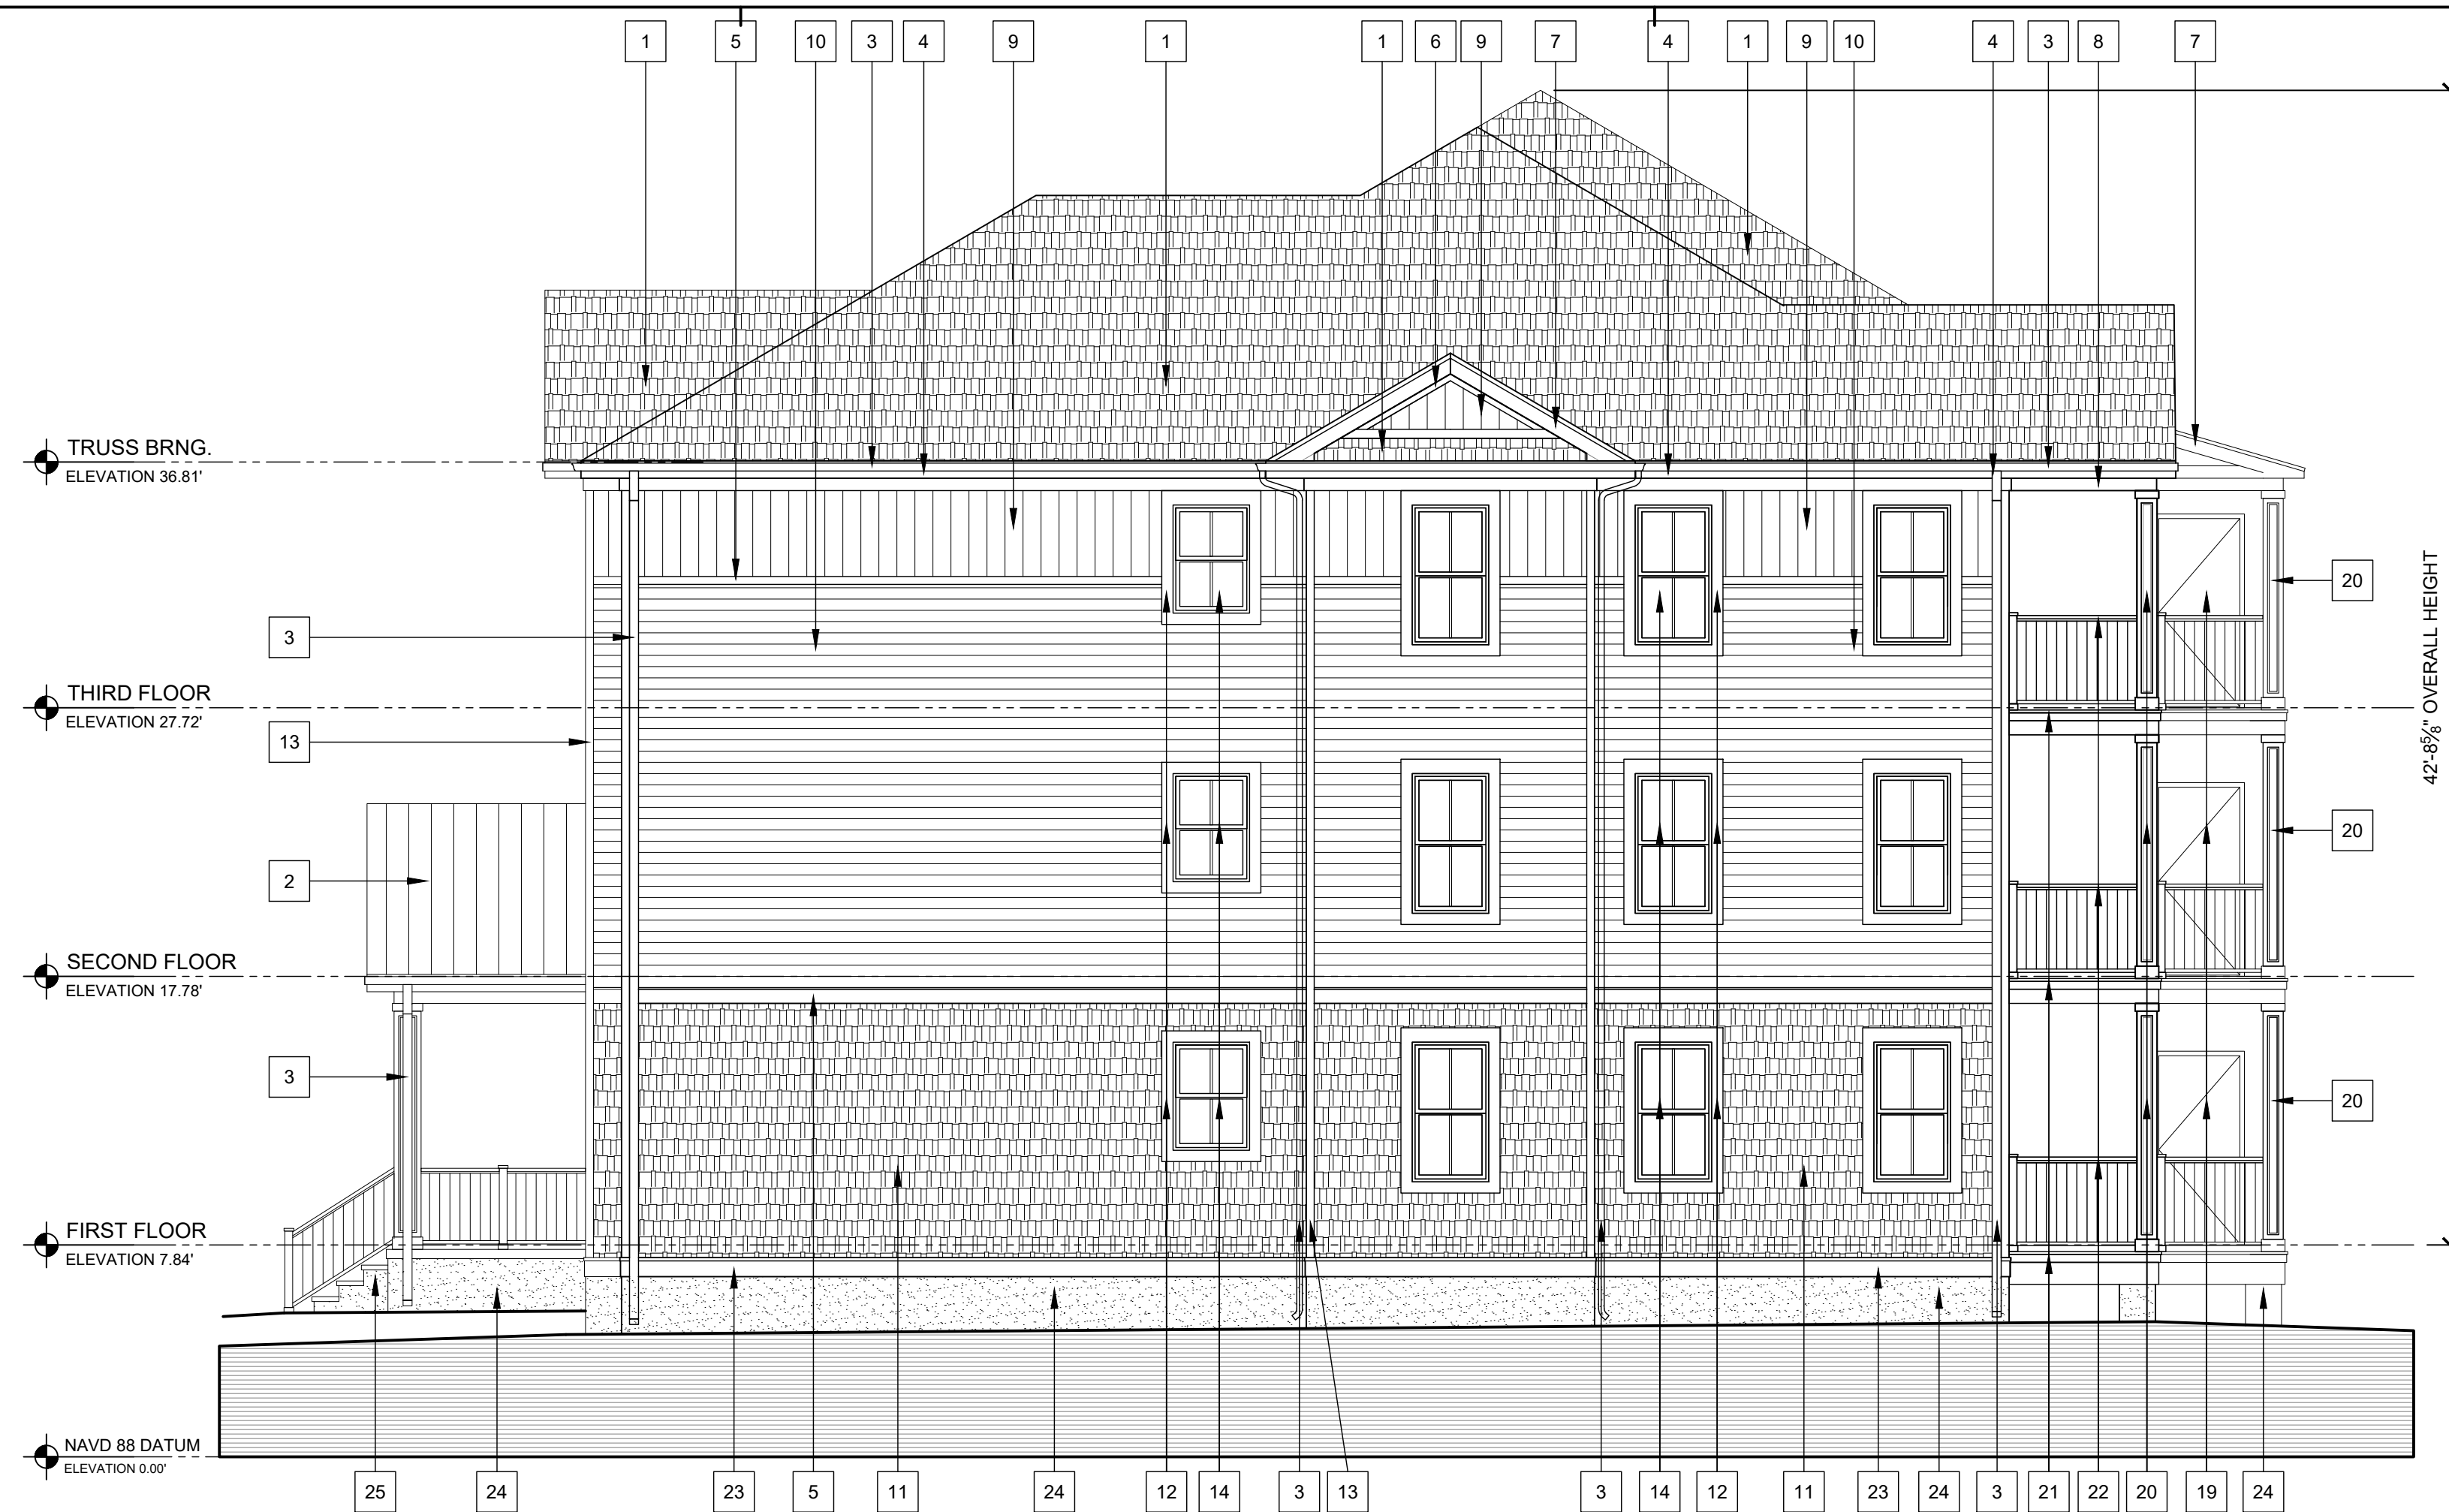 1 5 10 3 4 9 1 1 6 9 7 4 1 9 10 4 3 8 7
TRUSS BRNG.
ELEVATION 36.81'
20
3
42'-8⅝" OVERALL HEIGHT
THIRD FLOOR
ELEVATION 27.72'
13
20
2
SECOND FLOOR
ELEVATION 17.78'
3
20
FIRST FLOOR
ELEVATION 7.84'
NAVD 88 DATUM
ELEVATION 0.00'
25 24 23 5 11 24 12 14 3 13 3 14 12 11 23 24 3 21 22 20 19 24